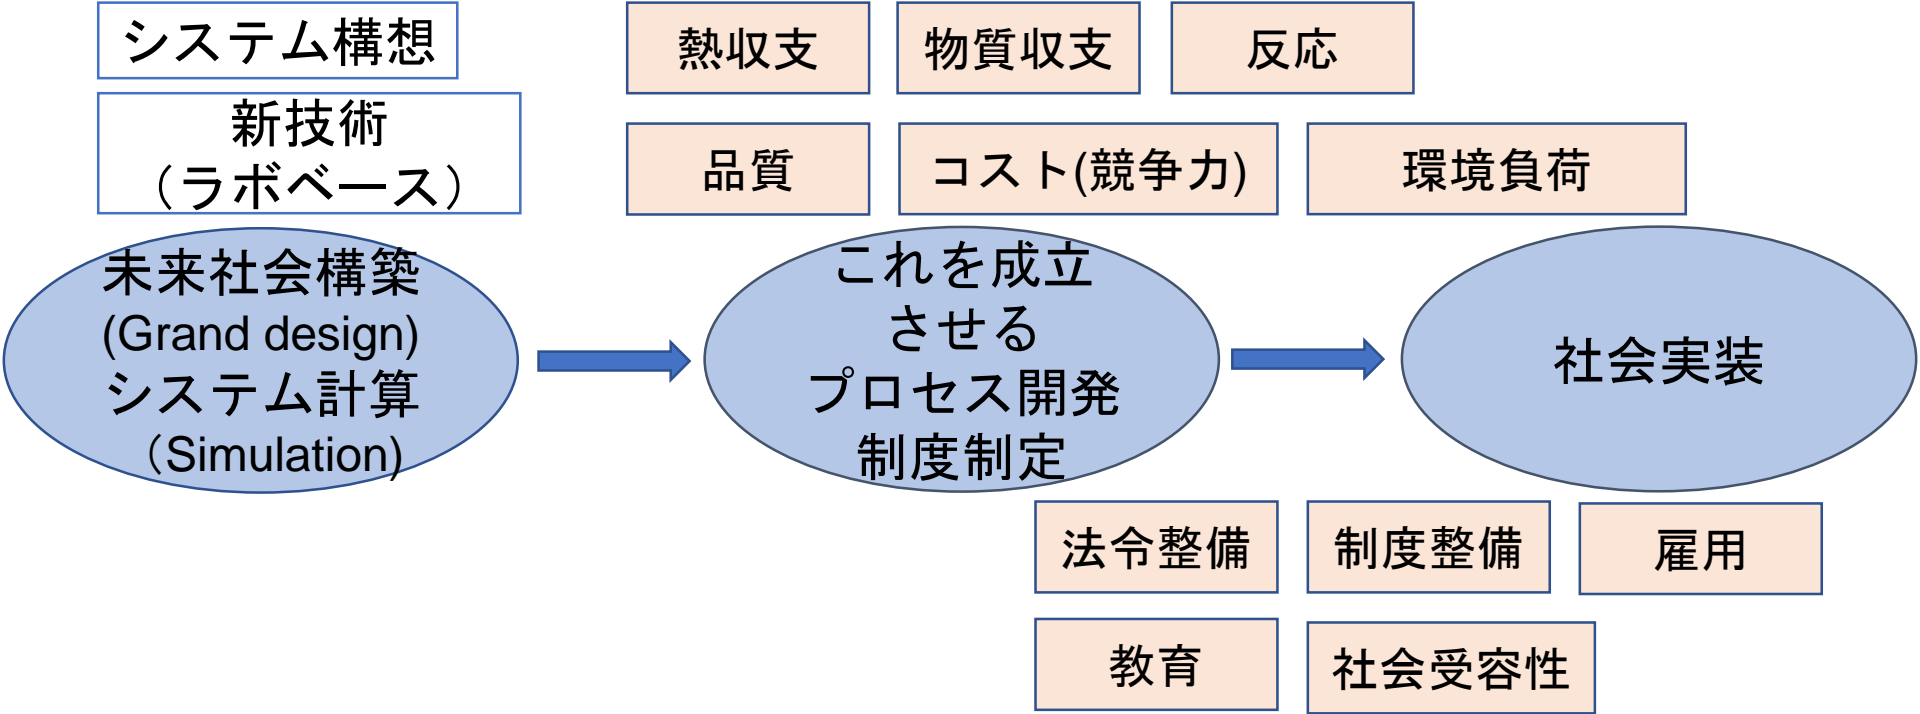 システム構想
新技術
（ラボベース）
熱収支
物質収支
反応
品質
コスト(競争力)
環境負荷
未来社会構築
(Grand design)
システム計算
（Simulation)
これを成立
させる
プロセス開発
制度制定
社会実装
法令整備
制度整備
雇用
教育
社会受容性